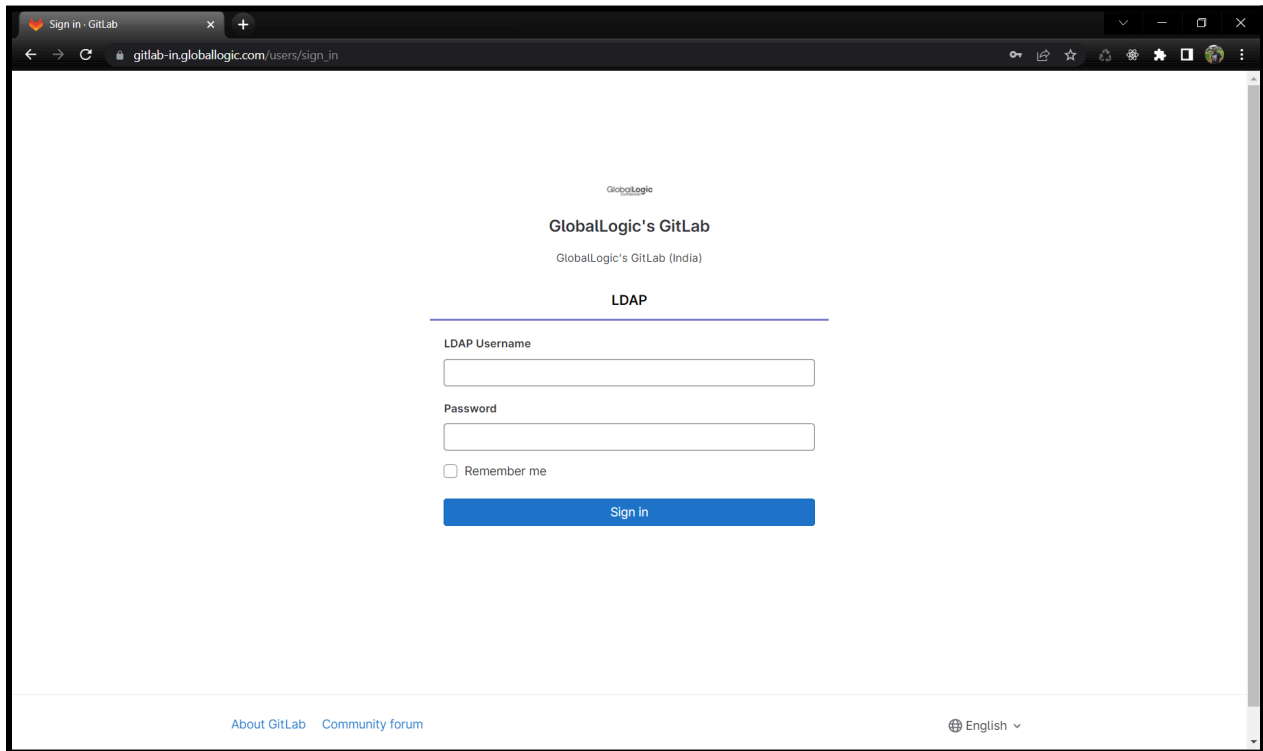 Sign in · GitLab
gitlab-in.globallogic.com/users/sign_in
GlobalLogic
GlobalLogic's GitLab
GlobalLogic's GitLab (India)
LDAP
LDAP Username
Password
Remember me
Sign in
About GitLab Community forum English